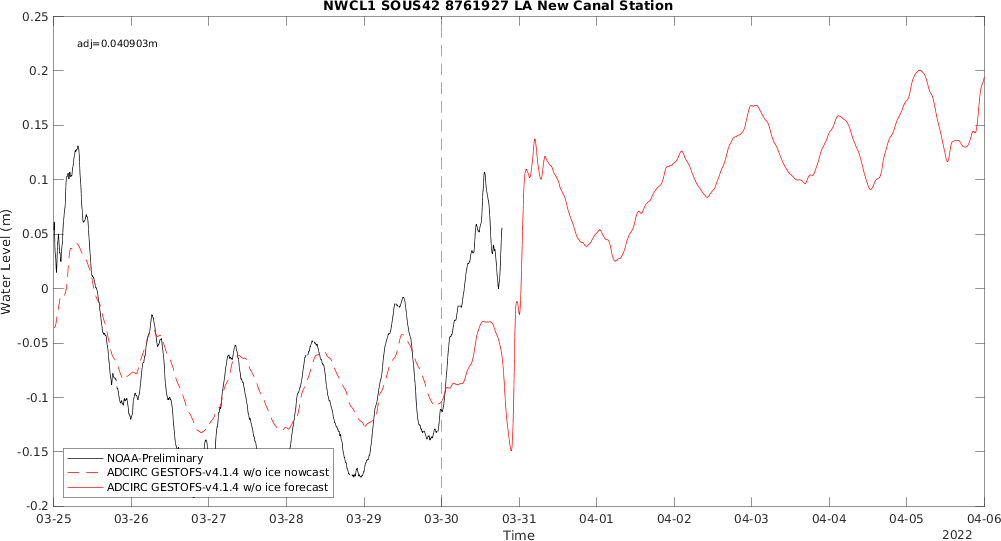 NWCL1 SOUS42 8761927 LA New Canal Station
adj=0.040903m
0.25
0.2
0.15
0.1
0.05
0
-0.05
-0.1
-0.15
-0.2
Water Level (m)
NOAA-Preliminary
ADCIRC GESTOFS-v4.1.4 w/o ice nowcast
ADCIRC GESTOFS-v4.1.4 w/o ice forecast
03-25 03-26 03-27 03-28 03-29 03-30 03-31 04-01 04-02 04-03 04-04 04-05 04-06
Time
2022